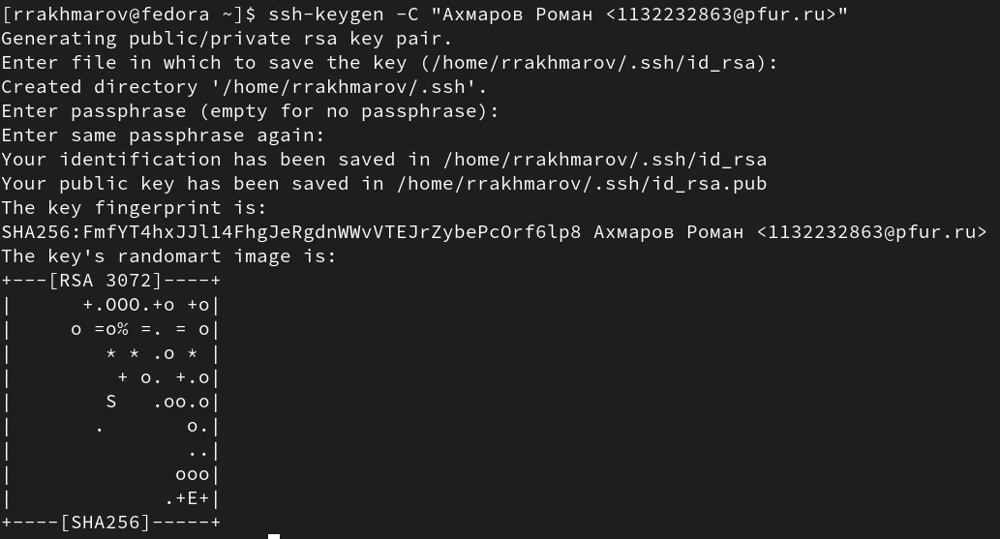 [rrakhmarov@fedora ~]$ ssh-keygen -C "Ахмаров Роман <1132232863@pfur.ru>"
Generating public/private rsa key pair.
Enter file in which to save the key (/home/rrakhmarov/.ssh/id_rsa):
Created directory '/home/rrakhmarov/.ssh'.
Enter passphrase (empty for no passphrase):
Enter same passphrase again:
Your identification has been saved in /home/rrakhmarov/.ssh/id_rsa
Your public key has been saved in /home/rrakhmarov/.ssh/id_rsa.pub
The key fingerprint is:
SHA256:FmfYT4hxJJl14FhgJeRgdnWWvVTEJrZybePcOrf6lp8 Ахмаров Роман <1132232863@pfur.ru>
The key's randomart image is:
+---[RSA 3072]----+
|      +.OOO.+o +o|
|     o =o% =. = o|
|        * * .o * |
|         + o. +.o|
|        S   .oo.o|
|       .       o.|
|               ..|
|              ooo|
|             .+E+|
+----[SHA256]-----+